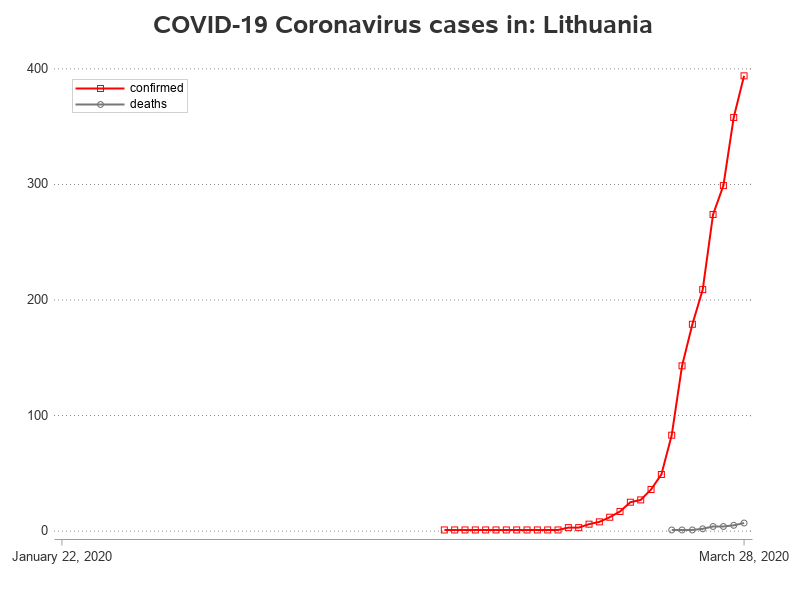 COVID-19 Coronavirus cases in: Lithuania
400
confirmed
deaths
300
200
100
0
January 22, 2020
March 28, 2020